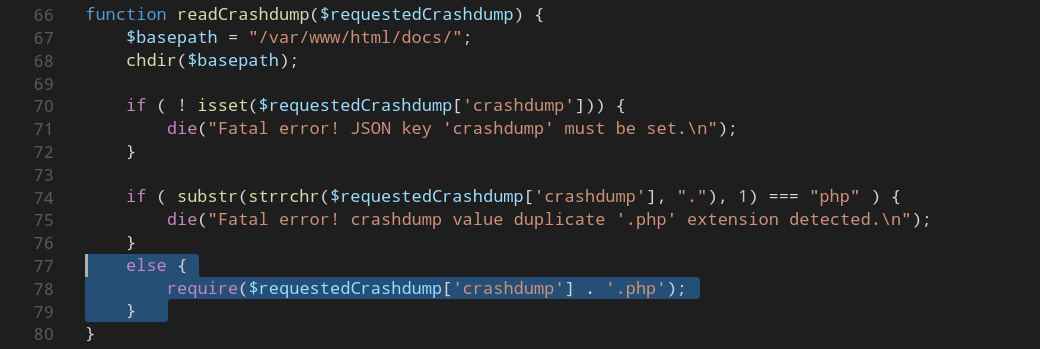 66 function readCrashdump($requestedCrashdump) {
67     $basepath = "/var/www/html/docs/";
68     chdir($basepath);
69
70     if ( ! isset($requestedCrashdump['crashdump'])) {
71         die("Fatal error! JSON key 'crashdump' must be set.\n");
72     }
73
74     if ( substr(strrchr($requestedCrashdump['crashdump'], "."), 1) === "php" ) {
75         die("Fatal error! crashdump value duplicate '.php' extension detected.\n");
76     }
77     else {
78         require($requestedCrashdump['crashdump'] . '.php');
79     }
80 }